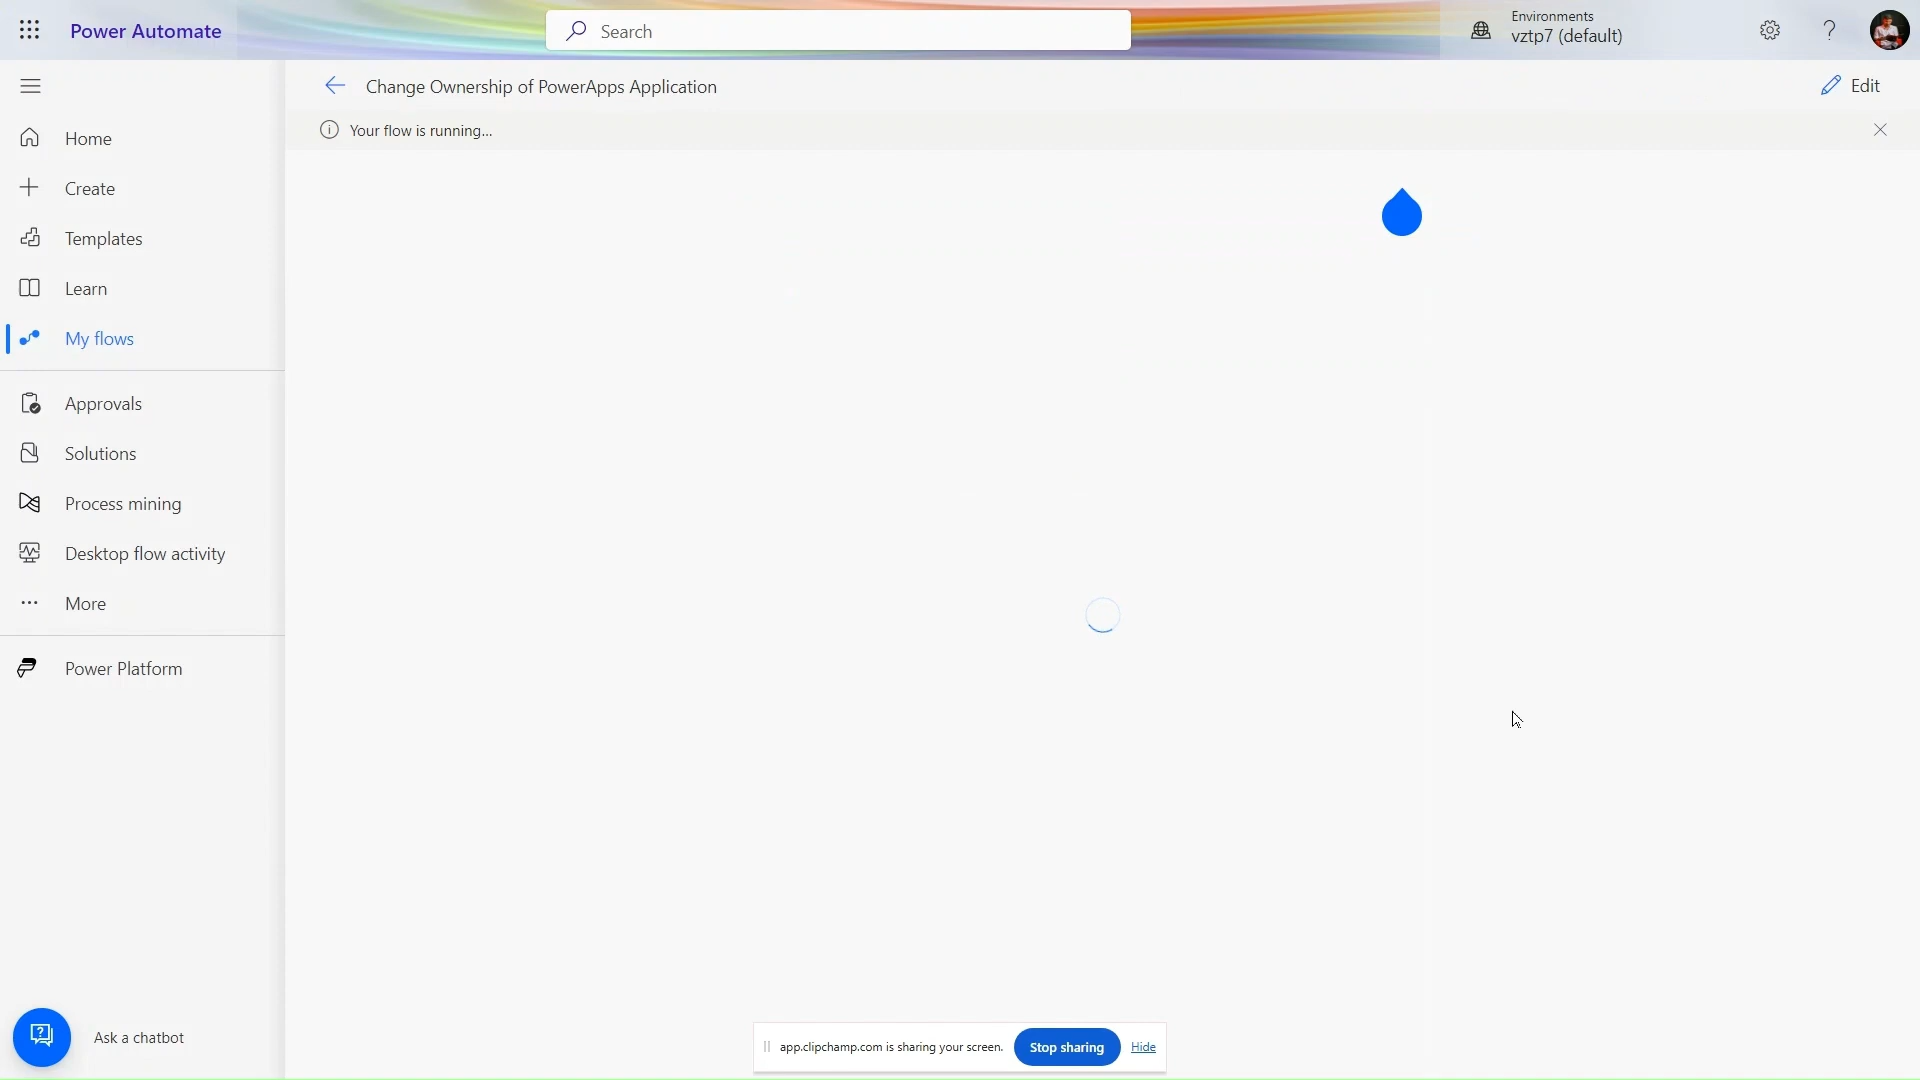 Power Automate
Search
Environments
vztp7 (default)
Change Ownership of PowerApps Application
Edit
Your flow is running...
Home
Create
Templates
Learn
My flows
Approvals
Solutions
Process mining
Desktop flow activity
More
Power Platform
Ask a chatbot
app.clipchamp.com is sharing your screen.
Stop sharing
Hide